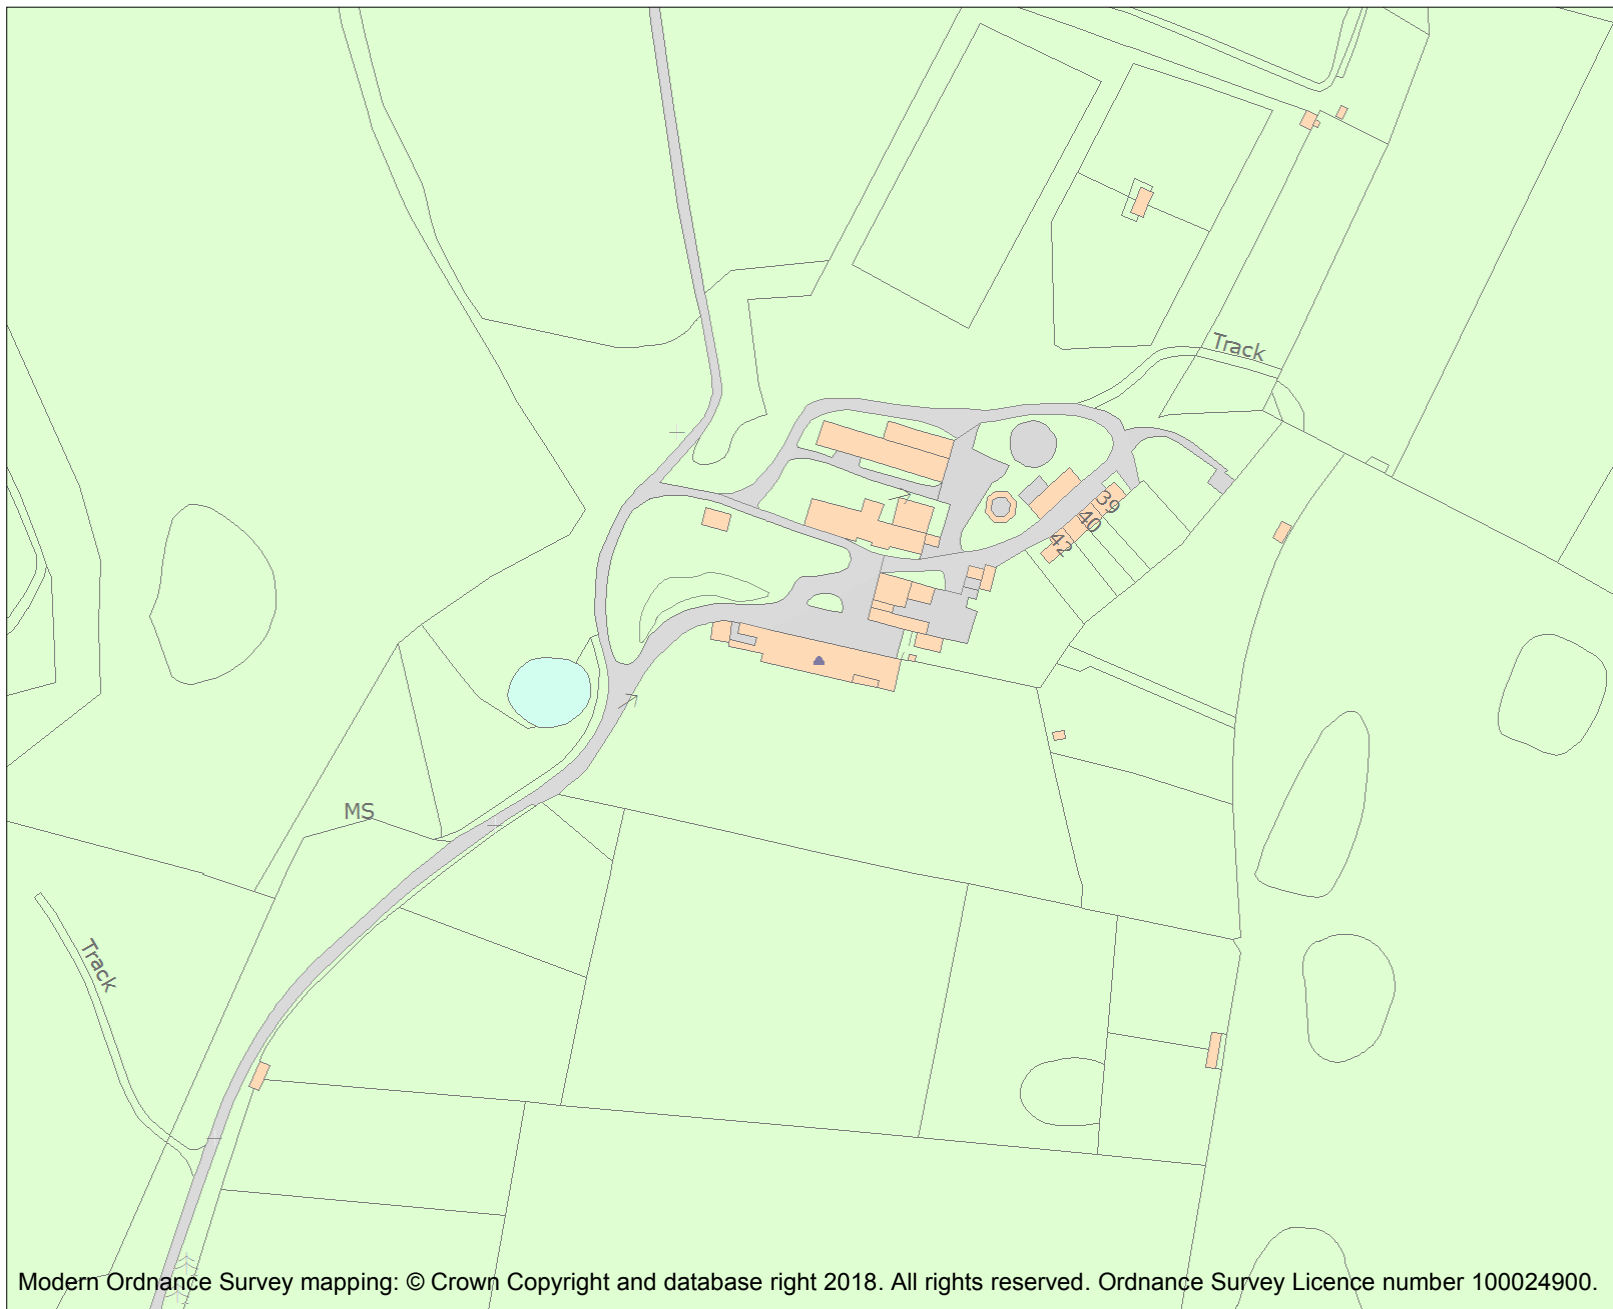 Track
39
40
42
MS
Track
Modern Ordnance Survey mapping: © Crown Copyright and database right 2018. All rights reserved. Ordnance Survey Licence number 100024900.